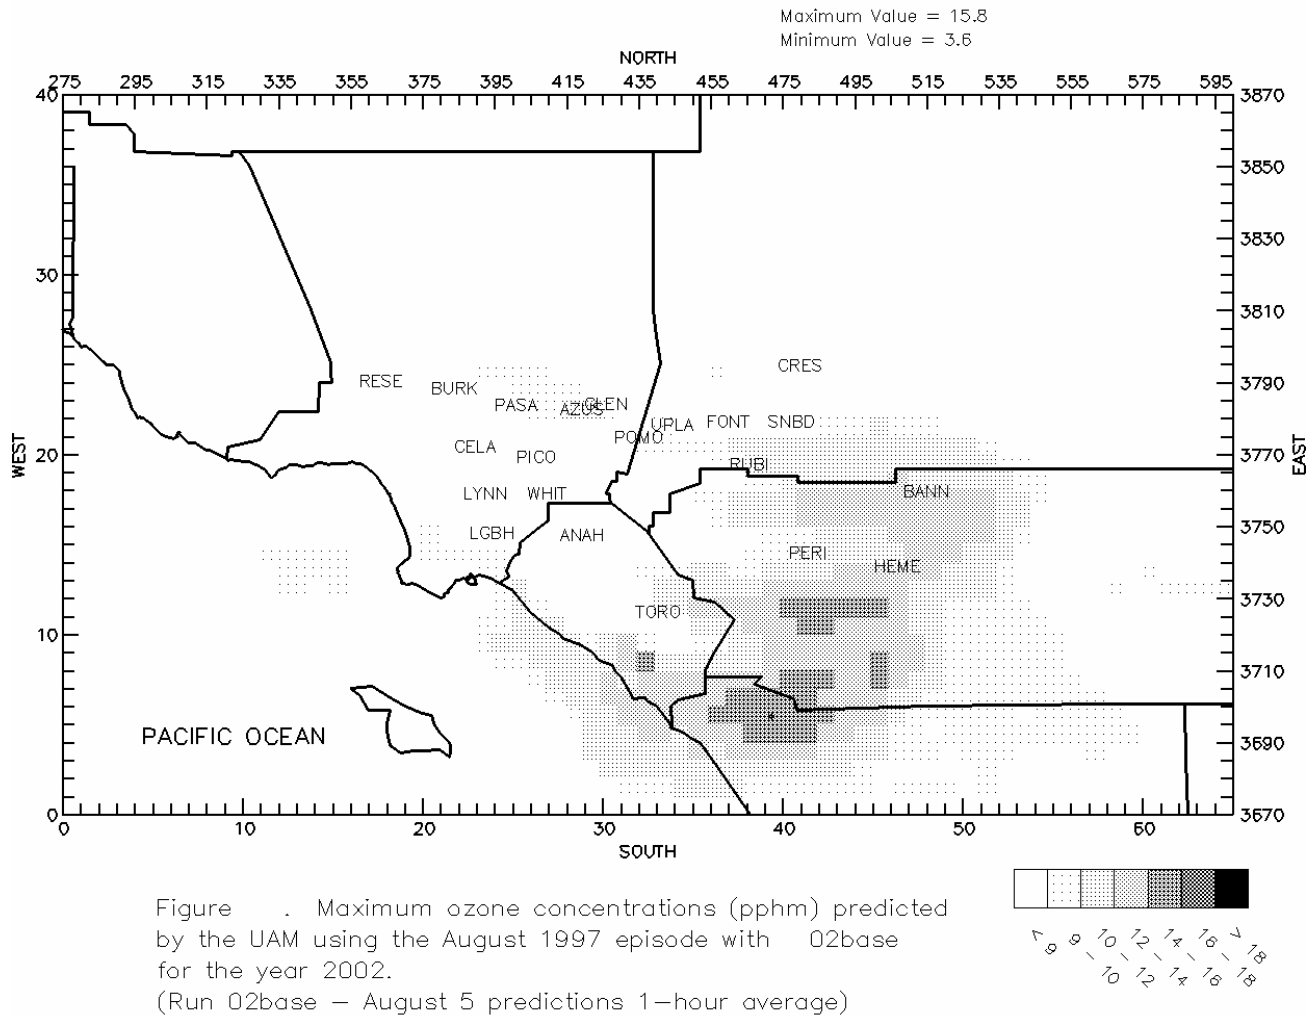 Maximum Value = 15.8
Minimum Value = 3.6
NORTH
275 295 315 335 355 375 395 415 435 455 475 495 515 535 555 575 595
40 3870
3850
3830
30
3810
CRES
RESE BURK 3790
PASA AZUS GLEN
UPLA FONT SNBD
POMO
WEST CELA EAST
20 PICO RUBI 3770
LYNN WHIT BANN
LGBH ANAH 3750
PERI
HEME
TORO 3730
10
3710
PACIFIC OCEAN 3690
0 3670
0 10 20 30 40 50 60
SOUTH
Figure . Maximum ozone concentrations (pphm) predicted
by the UAM using the August 1997 episode with 02base
for the year 2002.
(Run 02base – August 5 predictions 1–hour average)
< 9
9 – 10
10 – 12
12 – 14
14 – 16
16 – 18
> 18